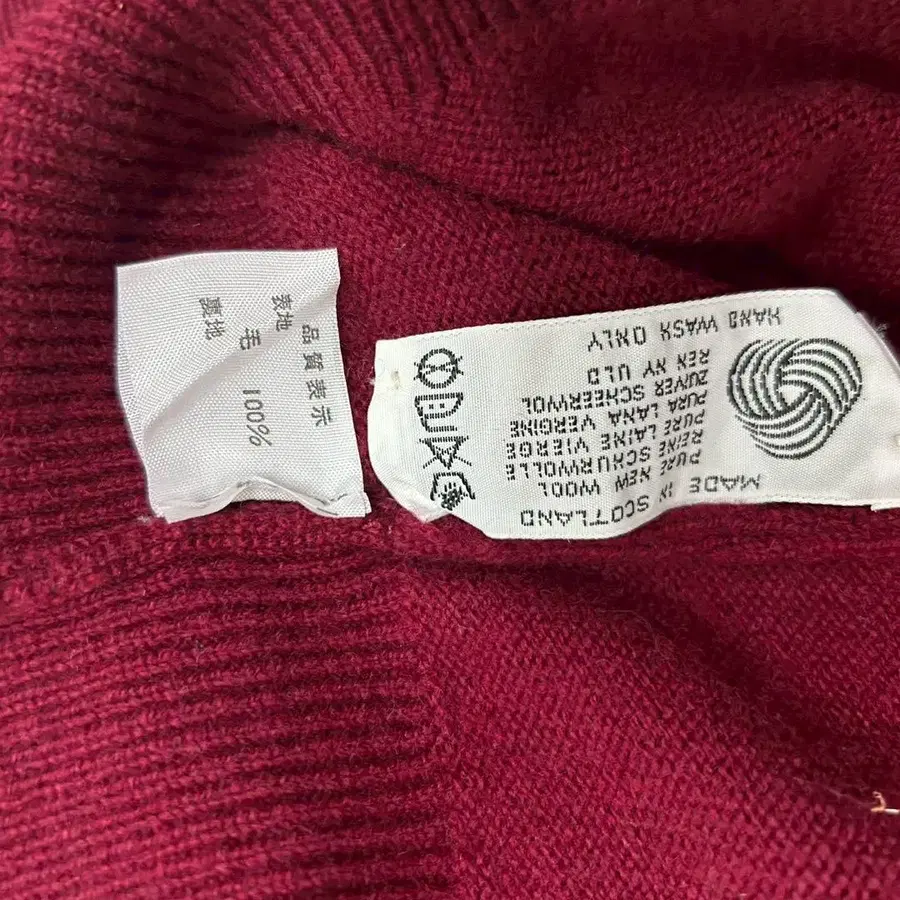 品質表示
表地 毛 100%
裏地
MADE IN SCOTLAND
PURE NEW WOOL
REINE SCHURWOLLE
PURE LAINE VIERGE
PURA LANA VERGINE
ZUIVER SCHEERWOL
REN NY ULD
HAND WASH ONLY